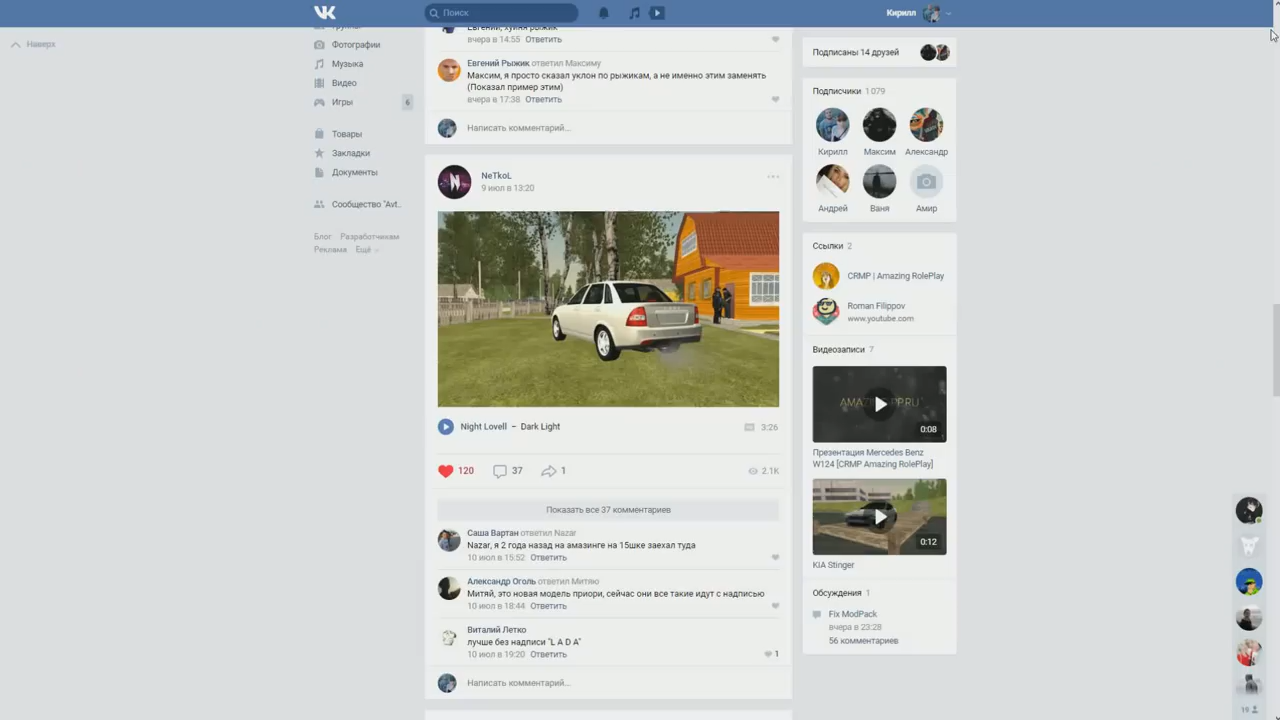 VK
Поиск
Кирилл
Наверх
Фотографии
Музыка
Видео
Игры
6
Товары
Закладки
Документы
Сообщество "Avt..
Блог Разработчикам
Реклама Ещё
вчера в 14:55 Ответить
Евгений Рыжик ответил Максиму
Максим, я просто сказал уклон по рыжикам, а не именно этим заменять
(Показал пример этим)
вчера в 17:38 Ответить
Написать комментарий...
NeTkoL
9 июл в 13:20
Night Lovell – Dark Light
3:26
120
37
1
2.1K
Показать все 37 комментариев
Саша Вартан ответил Nazar
Nazar, я 2 года назад на амазинге на 15шке заехал туда
10 июл в 15:52 Ответить
Александр Оголь ответил Митяю
Митяй, это новая модель приори, сейчас они все такие идут с надписью
10 июл в 18:44 Ответить
Виталий Летко
лучше без надписи "L A D A"
10 июл в 19:20 Ответить
1
Написать комментарий...
Подписаны 14 друзей
Подписчики 1 079
Кирилл Максим Александр
Андрей Ваня Амир
Ссылки 2
CRMP | Amazing RolePlay
Roman Filippov
www.youtube.com
Видеозаписи 7
0:08
Презентация Mercedes Benz
W124 [CRMP Amazing RolePlay]
0:12
KIA Stinger
Обсуждения 1
Fix ModPack
вчера в 23:28
56 комментариев
19